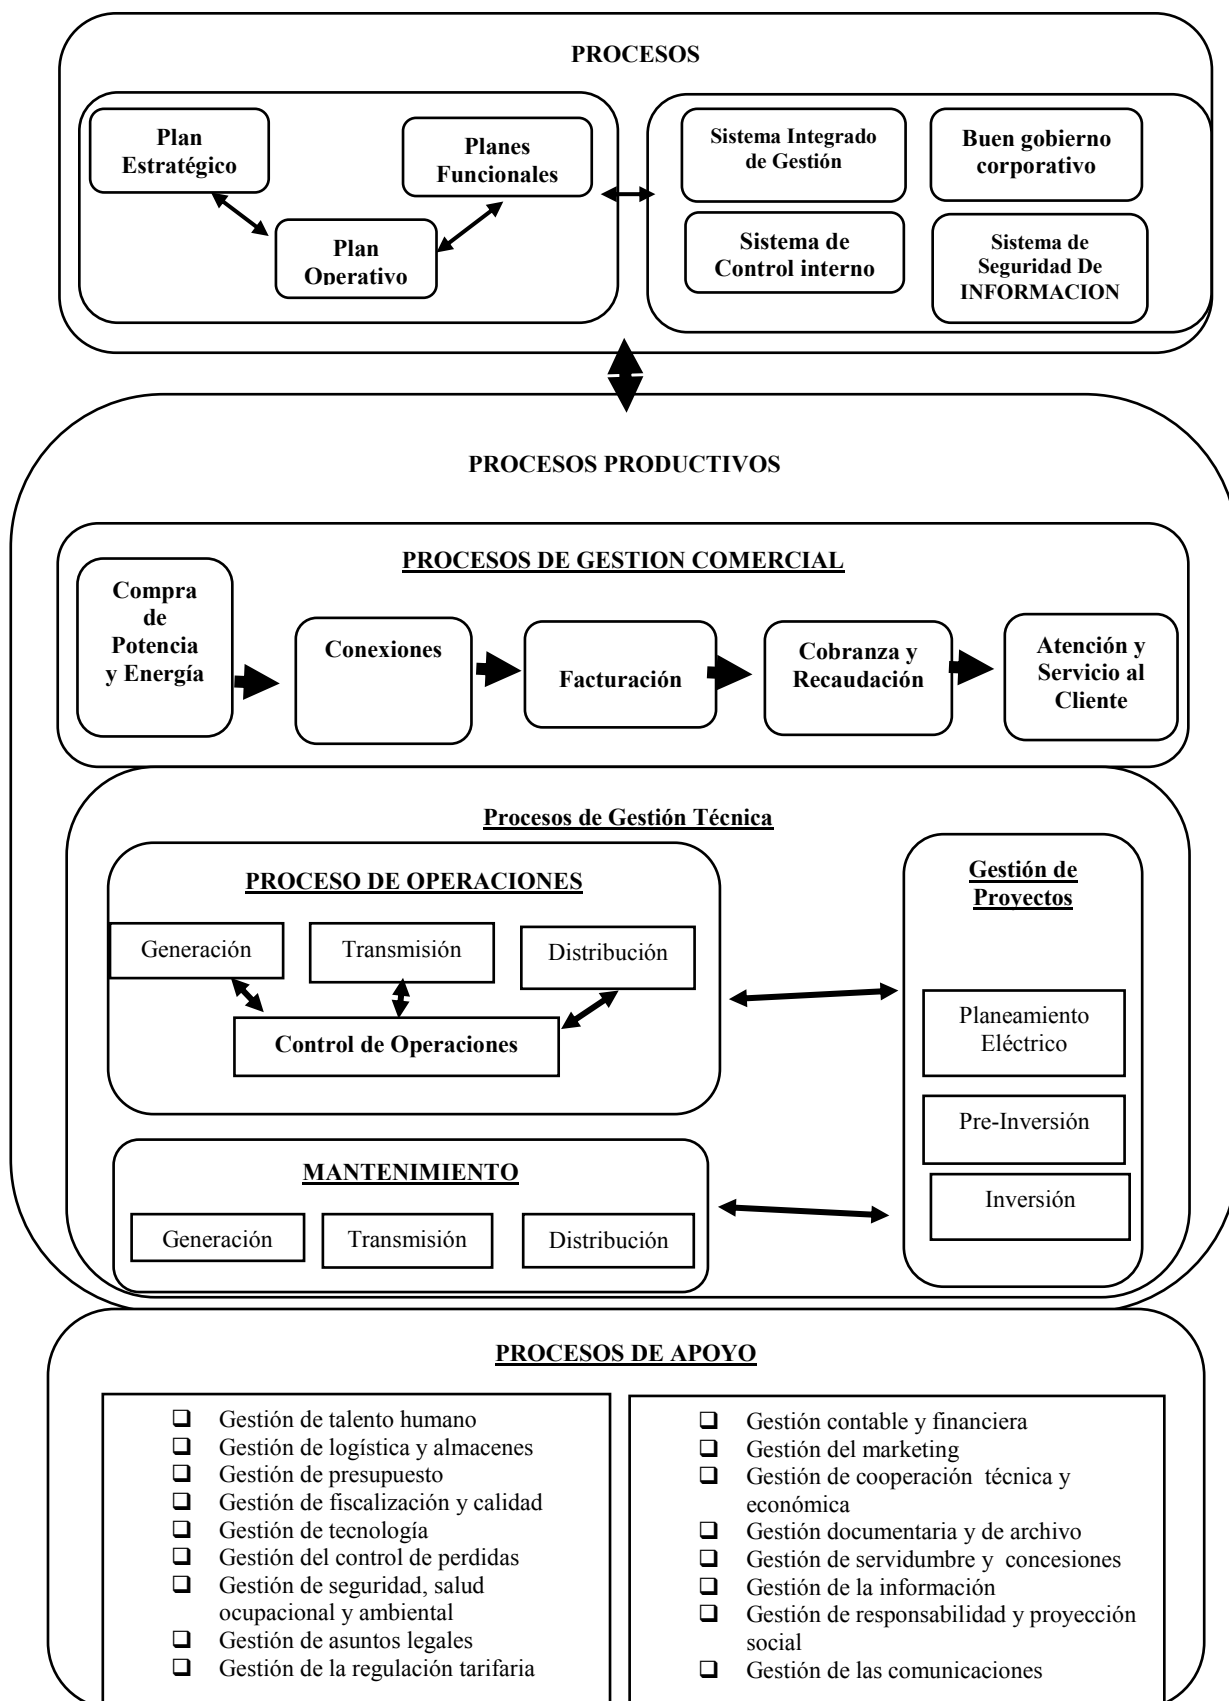 PROCESOS
Plan
Estratégico
Planes
Funcionales
Plan
Operativo
Sistema Integrado
de Gestión
Buen gobierno
corporativo
Sistema de
Control interno
Sistema de
Seguridad De
INFORMACION
PROCESOS PRODUCTIVOS
PROCESOS DE GESTION COMERCIAL
Compra
de
Potencia
y Energía
Conexiones
Facturación
Cobranza y
Recaudación
Atención y
Servicio al
Cliente
Procesos de Gestión Técnica
PROCESO DE OPERACIONES
Generación
Transmisión
Distribución
Control de Operaciones
Gestión de
Proyectos
Planeamiento
Eléctrico
Pre-Inversión
Inversión
MANTENIMIENTO
Generación
Transmisión
Distribución
PROCESOS DE APOYO
❑ Gestión de talento humano
❑ Gestión de logística y almacenes
❑ Gestión de presupuesto
❑ Gestión de fiscalización y calidad
❑ Gestión de tecnología
❑ Gestión del control de perdidas
❑ Gestión de seguridad, salud
ocupacional y ambiental
❑ Gestión de asuntos legales
❑ Gestión de la regulación tarifaria
❑ Gestión contable y financiera
❑ Gestión del marketing
❑ Gestión de cooperación técnica y
económica
❑ Gestión documentaria y de archivo
❑ Gestión de servidumbre y concesiones
❑ Gestión de la información
❑ Gestión de responsabilidad y proyección
social
❑ Gestión de las comunicaciones